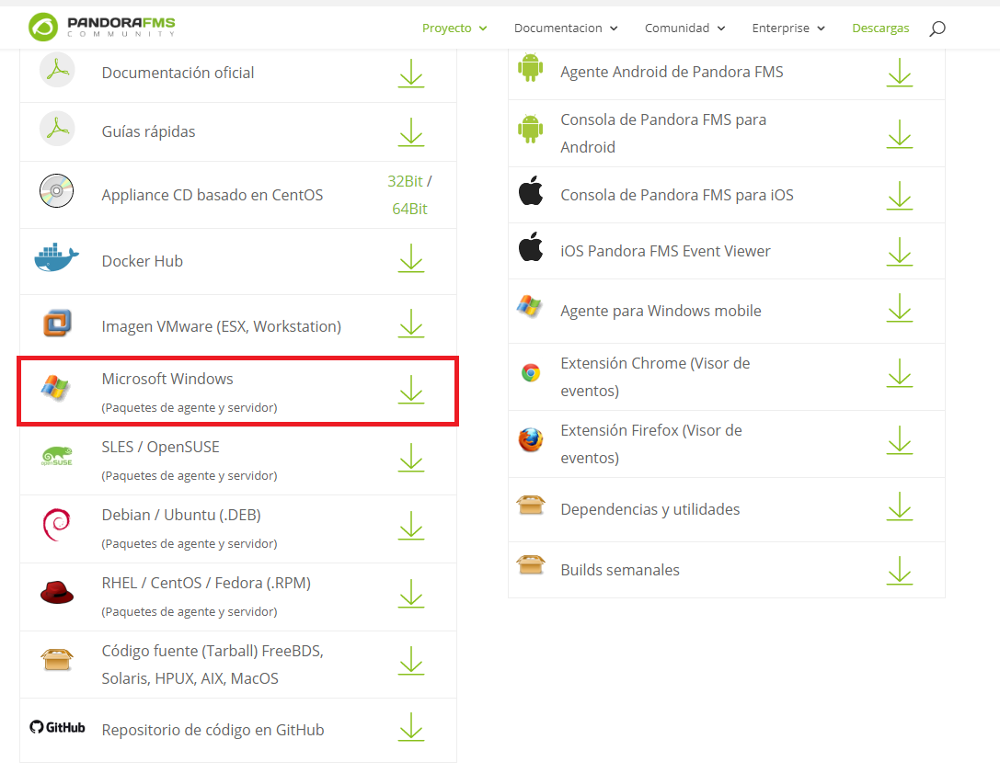 PANDORAFMS
COMMUNITY
Proyecto
Documentacion
Comunidad
Enterprise
Descargas
Documentación oficial
Guías rápidas
Appliance CD basado en CentOS
32Bit /
64Bit
Docker Hub
Imagen VMware (ESX, Workstation)
Microsoft Windows
(Paquetes de agente y servidor)
openSUSE
SLES / OpenSUSE
(Paquetes de agente y servidor)
Debian / Ubuntu (.DEB)
(Paquetes de agente y servidor)
RHEL / CentOS / Fedora (.RPM)
(Paquetes de agente y servidor)
Código fuente (Tarball) FreeBDS,
Solaris, HPUX, AIX, MacOS
GitHub
Repositorio de código en GitHub
Agente Android de Pandora FMS
Consola de Pandora FMS para
Android
Consola de Pandora FMS para iOS
iOS Pandora FMS Event Viewer
Agente para Windows mobile
Extensión Chrome (Visor de
eventos)
Extensión Firefox (Visor de
eventos)
Dependencias y utilidades
Builds semanales